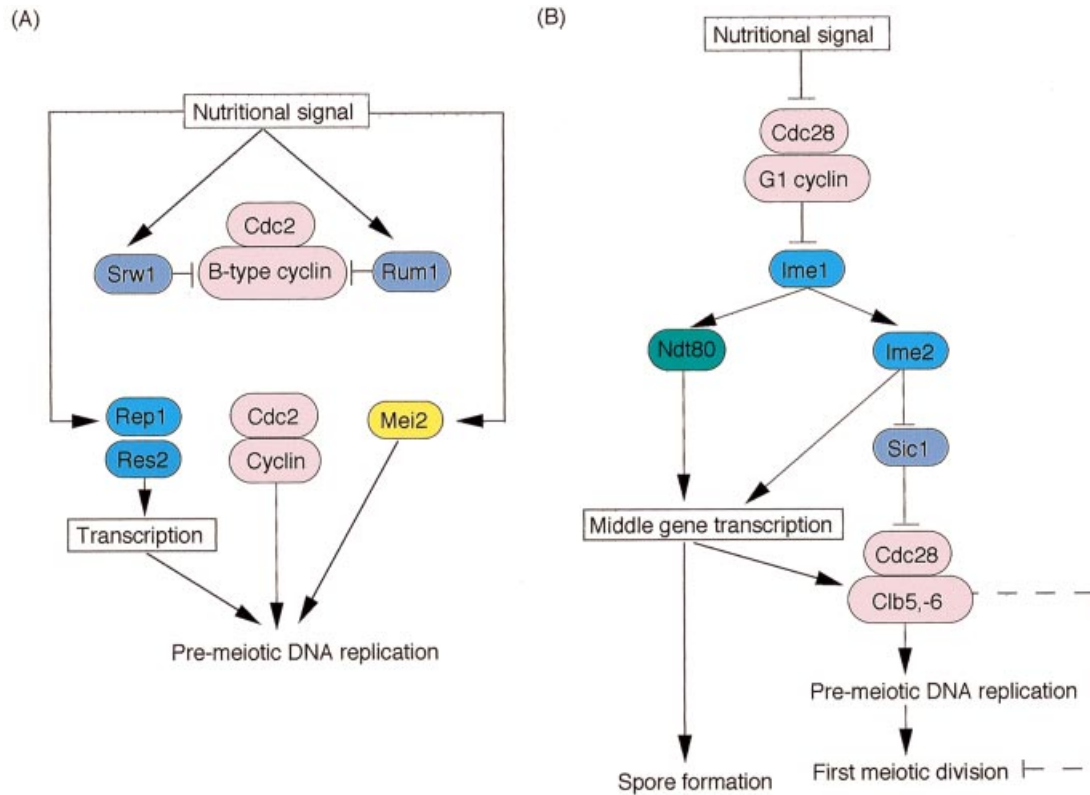 (A)
Nutritional signal
Cdc2
Srw1
B-type cyclin
Rum1
Rep1
Cdc2
Mei2
Res2
Cyclin
Transcription
Pre-meiotic DNA replication
(B)
Nutritional signal
Cdc28
G1 cyclin
Ime1
Ndt80
Ime2
Sic1
Middle gene transcription
Cdc28
Clb5,-6
Pre-meiotic DNA replication
Spore formation
First meiotic division